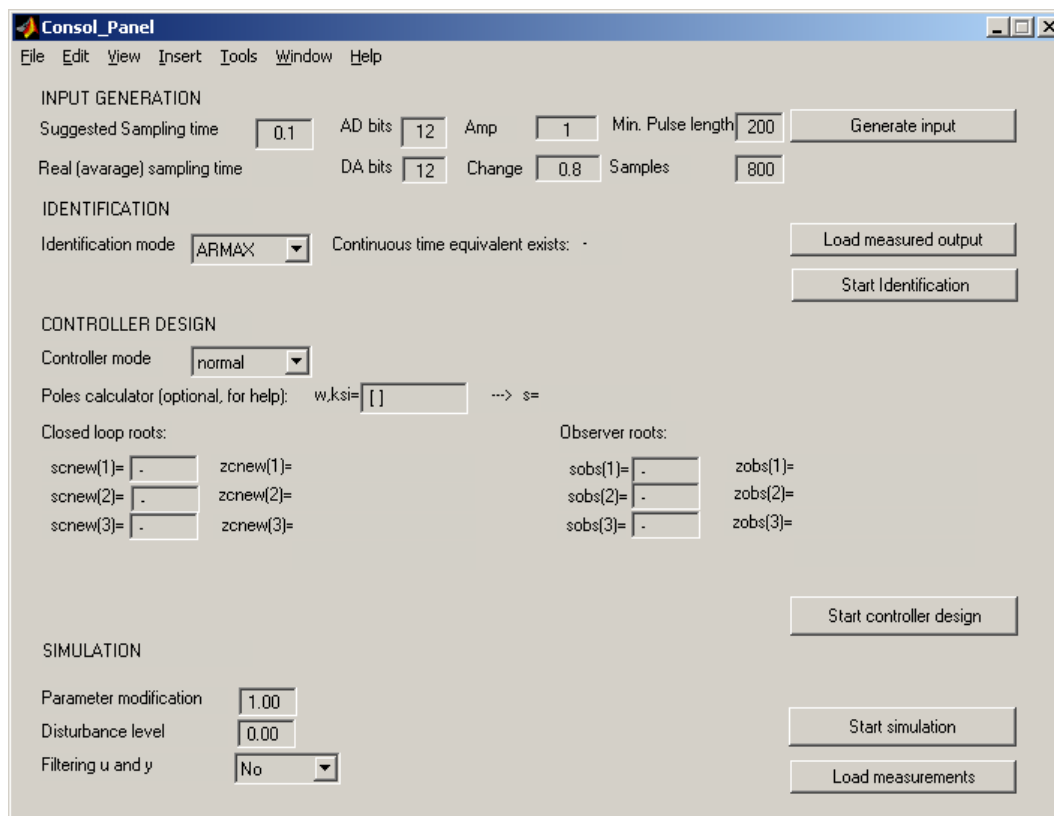 Consol_Panel
File Edit View Insert Tools Window Help
INPUT GENERATION
Suggested Sampling time 0.1 AD bits 12 Amp 1 Min. Pulse length 200 Generate input
Real (avarage) sampling time DA bits 12 Change 0.8 Samples 800
IDENTIFICATION
Identification mode ARMAX Continuous time equivalent exists: - Load measured output
Start Identification
CONTROLLER DESIGN
Controller mode normal
Poles calculator (optional, for help): w,ksi= [ ] ---> s=
Closed loop roots: Observer roots:
scnew(1)= - zcnew(1)= sobs(1)= - zobs(1)=
scnew(2)= - zcnew(2)= sobs(2)= - zobs(2)=
scnew(3)= - zcnew(3)= sobs(3)= - zobs(3)=
Start controller design
SIMULATION
Parameter modification 1.00
Disturbance level 0.00 Start simulation
Filtering u and y No Load measurements